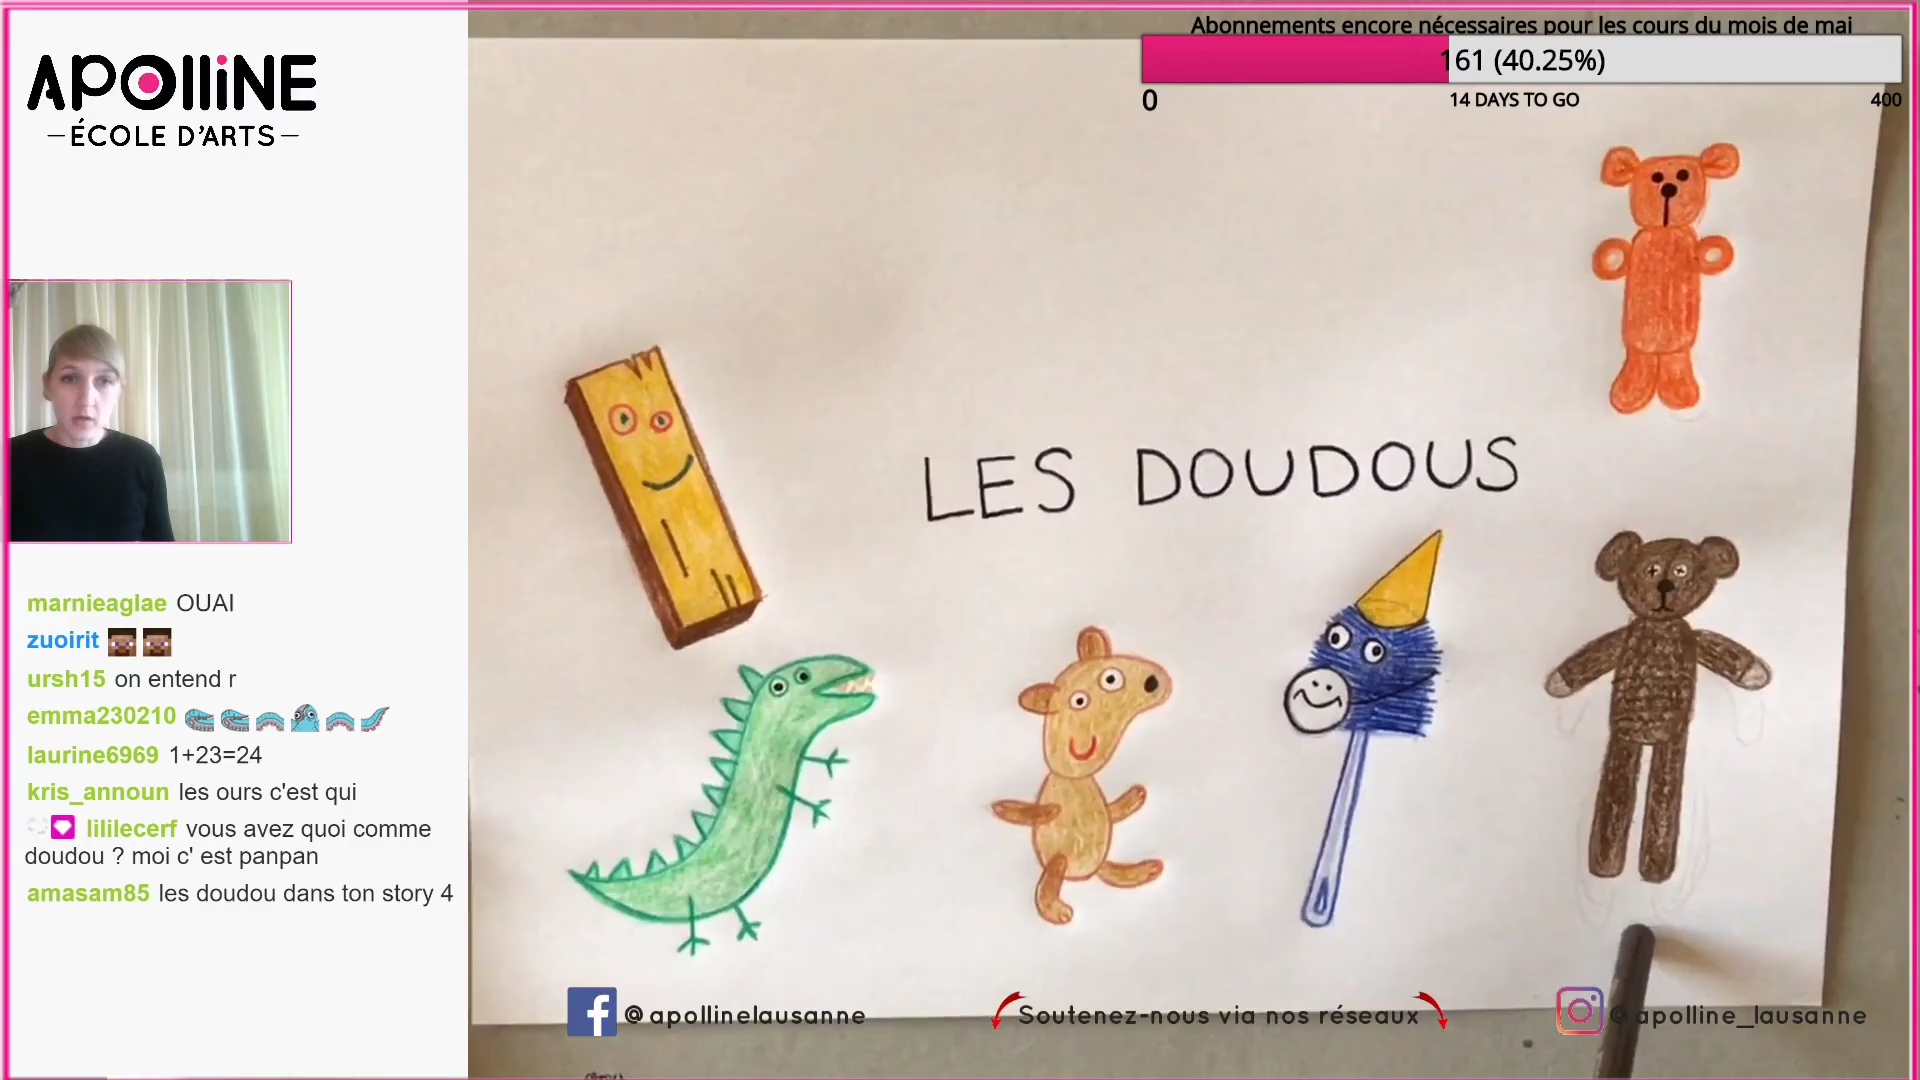 APOLLINE
ÉCOLE D'ARTS
Abonnements encore nécessaires pour les cours du mois de mai
161 (40.25%)
0
14 DAYS TO GO
400
LES DOUDOUS
marnieaglae OUAI
zuoirit
ursh15 on entend r
emma230210
laurine6969 1+23=24
kris_announ les ours c'est qui
lililecerf vous avez quoi comme
doudou ? moi c' est panpan
amasam85 les doudou dans ton story 4
@apollinelausanne
Soutenez-nous via nos réseaux
@apolline_lausanne